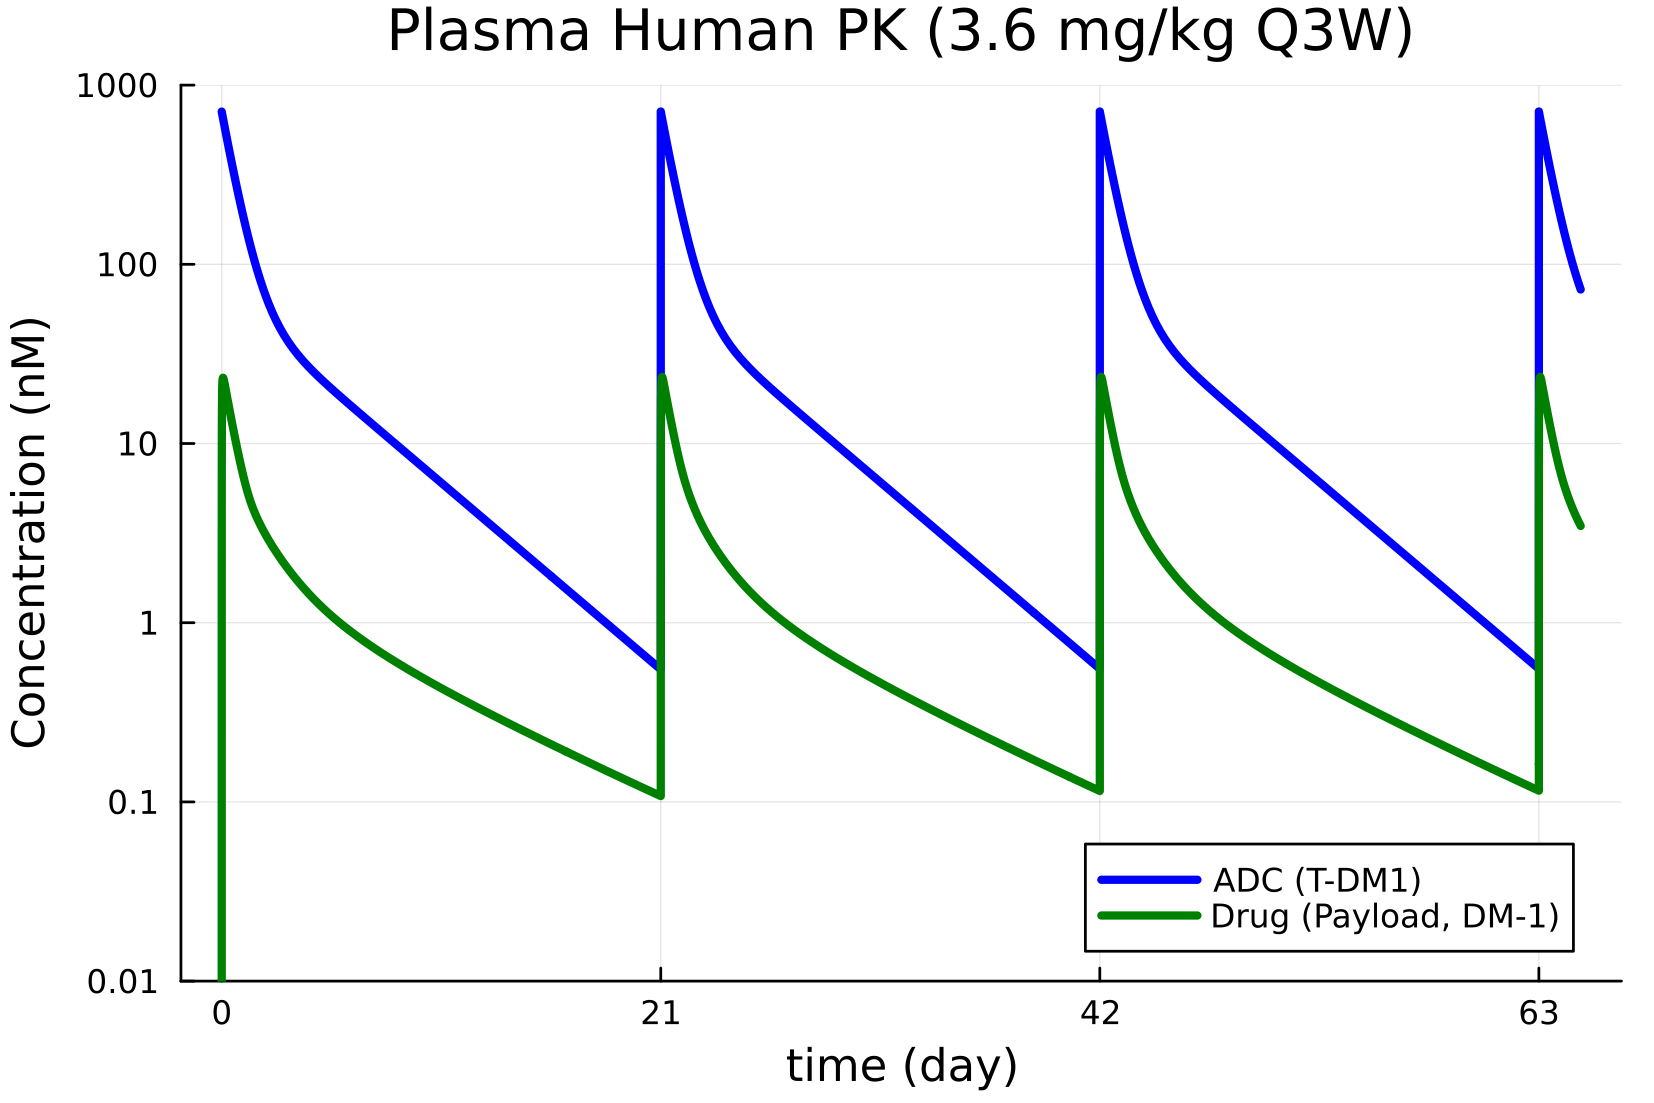 Plasma Human PK (3.6 mg/kg Q3W)
Concentration (nM)
1000
100
10
1
0.1
0.01
ADC (T-DM1)
Drug (Payload, DM-1)
0 21 42 63
time (day)